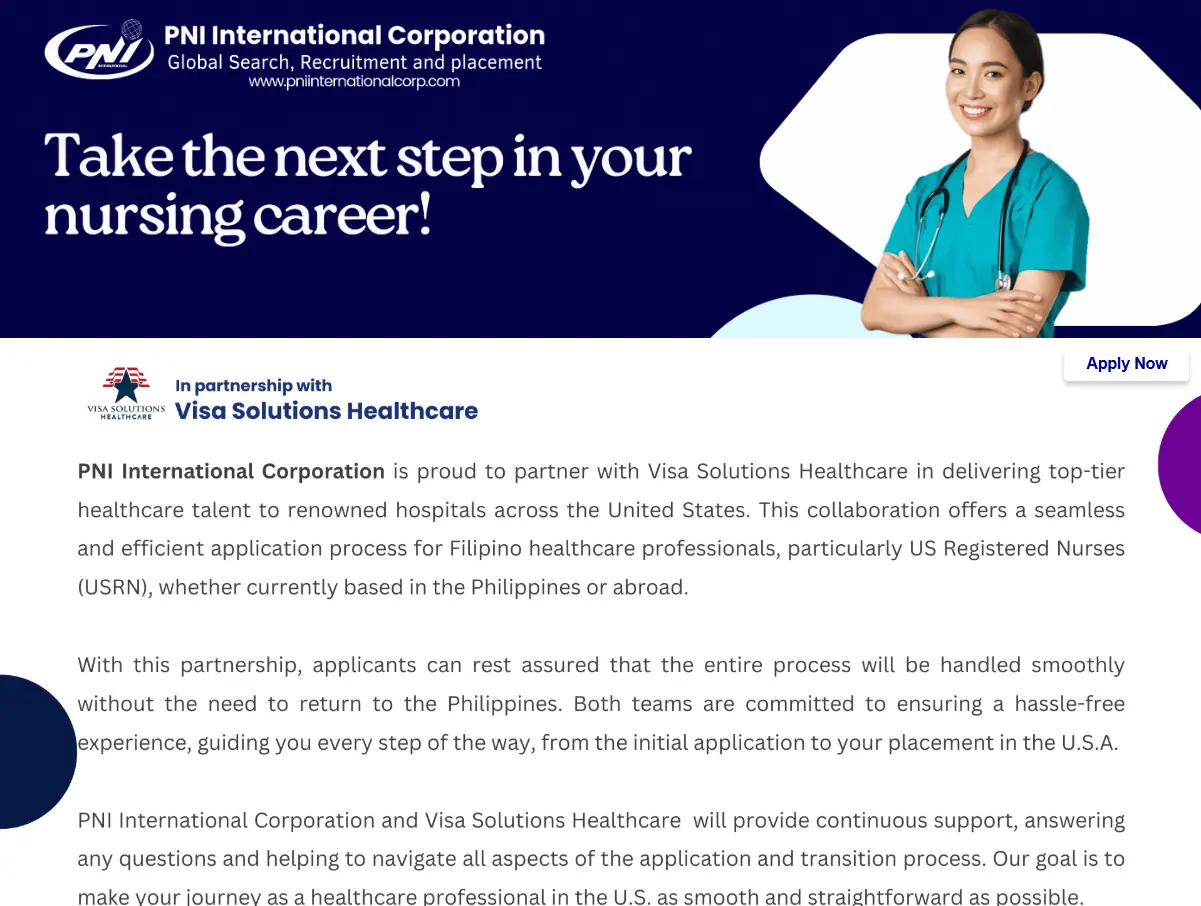 PNI
INTERNATIONAL
PNI International Corporation
Global Search, Recruitment and placement
www.pniinternationalcorp.com
Take the next step in your
nursing career!
Apply Now
VISA SOLUTIONS
HEALTHCARE
In partnership with
Visa Solutions Healthcare
PNI International Corporation is proud to partner with Visa Solutions Healthcare in delivering top-tier
healthcare talent to renowned hospitals across the United States. This collaboration offers a seamless
and efficient application process for Filipino healthcare professionals, particularly US Registered Nurses
(USRN), whether currently based in the Philippines or abroad.
With this partnership, applicants can rest assured that the entire process will be handled smoothly
without the need to return to the Philippines. Both teams are committed to ensuring a hassle-free
experience, guiding you every step of the way, from the initial application to your placement in the U.S.A.
PNI International Corporation and Visa Solutions Healthcare will provide continuous support, answering
any questions and helping to navigate all aspects of the application and transition process. Our goal is to
make your journey as a healthcare professional in the U.S. as smooth and straightforward as possible.